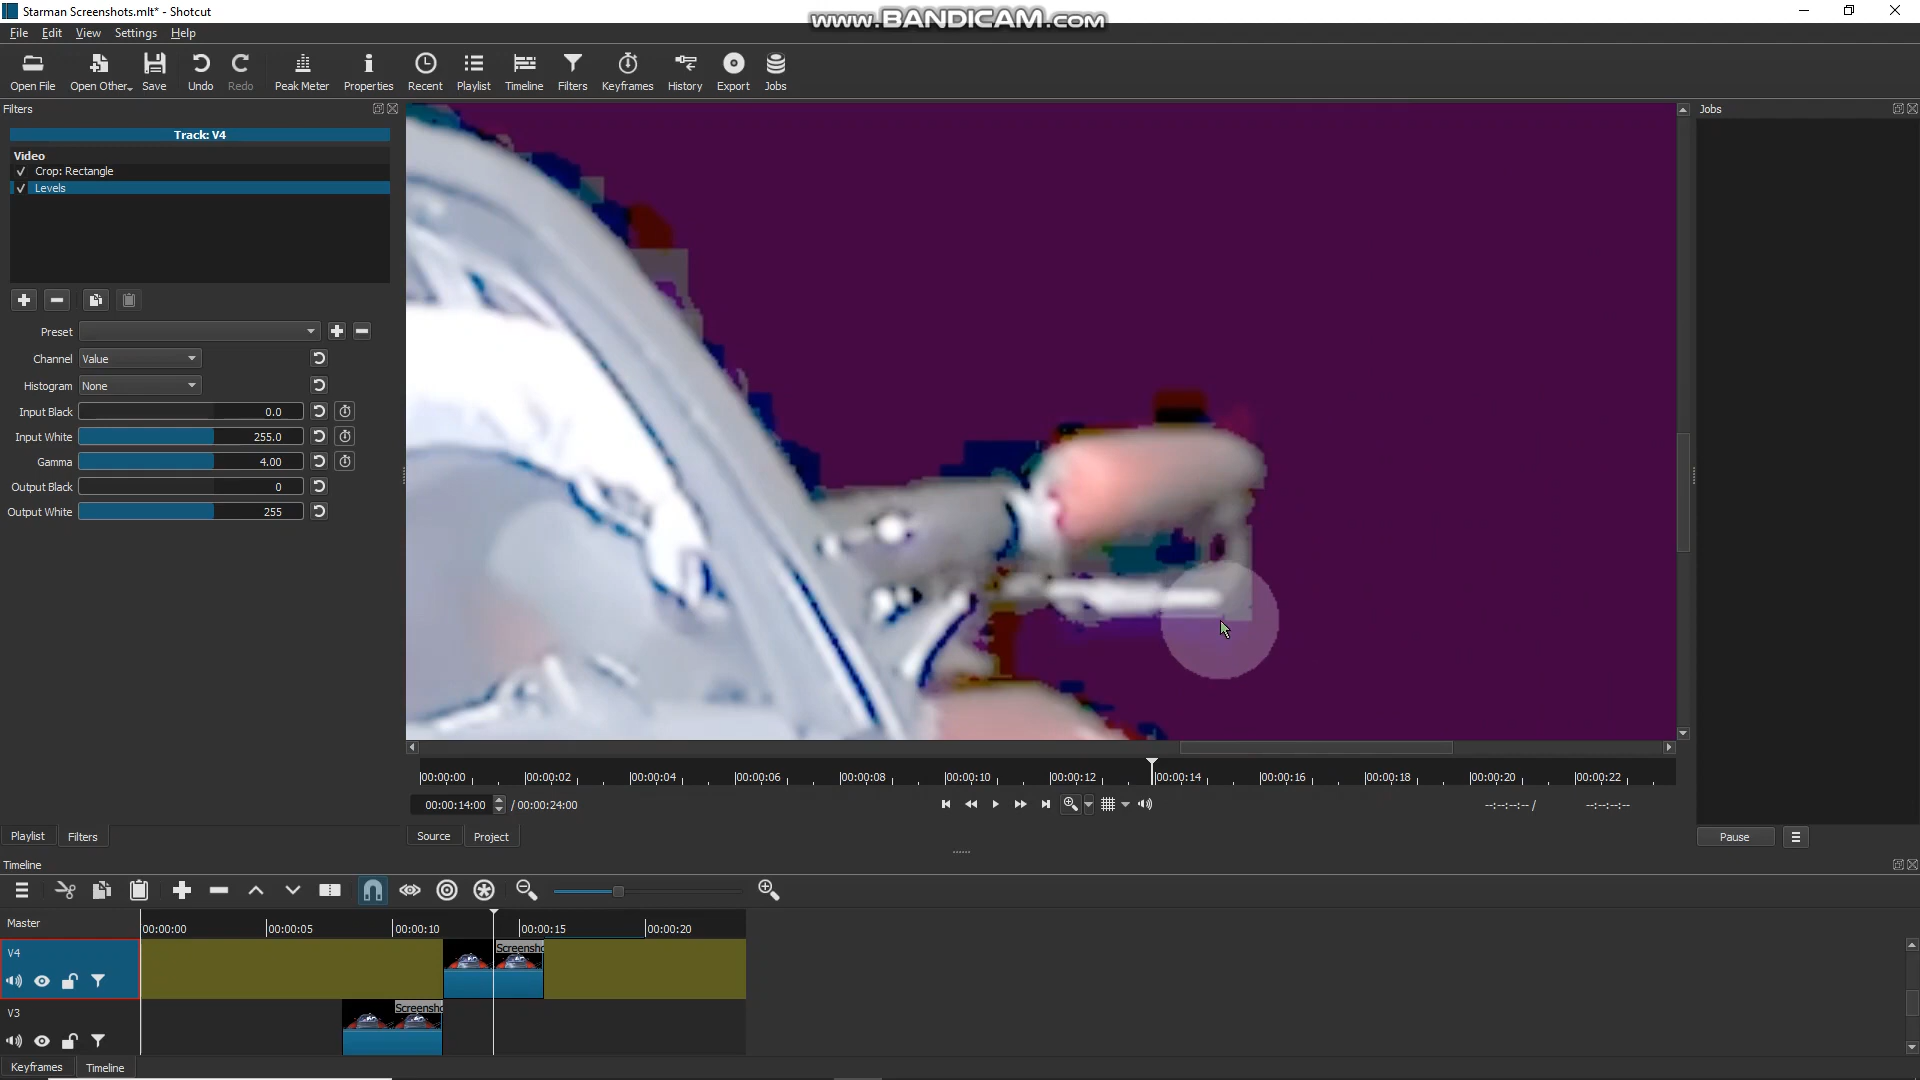 Starman Screenshots.mlt* - Shotcut
www.BANDICAM.com
File Edit View Settings Help
Open File Open Other.. Save Undo Redo Peak Meter Properties Recent Playlist Timeline Filters Keyframes History Export Jobs
Filters
Jobs
Track: V4
Video
Crop: Rectangle
Levels
Preset
Channel Value
Histogram None
Input Black 0.0
Input White 255.0
Gamma 4.00
Output Black 0
Output White 255
00:00:00 00:00:02 00:00:04 00:00:06 00:00:08 00:00:10 00:00:12 00:00:14 00:00:16 00:00:18 00:00:20 00:00:22
00:00:14:00 / 00:00:24:00 --:--:--:-- / --:--:--:--
Playlist Filters Source Project Pause
Timeline
Master 00:00:00 00:00:05 00:00:10 00:00:15 00:00:20
V4 Screensho
V3 Screensho
Keyframes Timeline